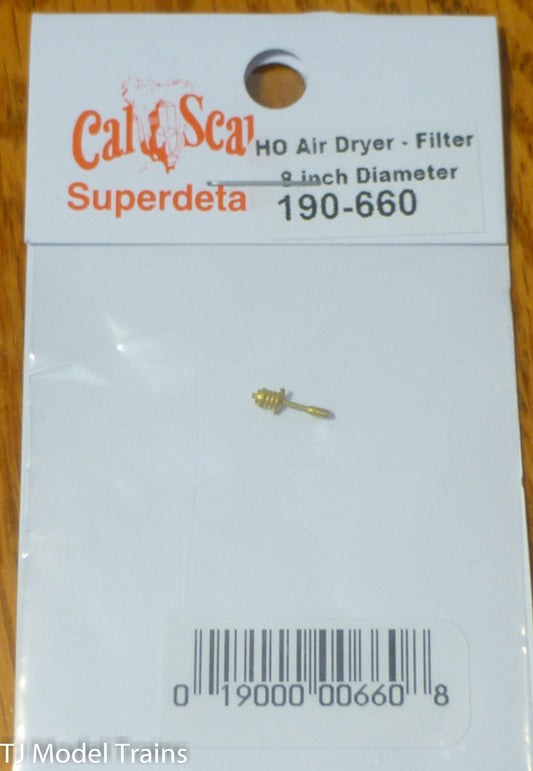 Cal Scal
HO Air Dryer - Filter
8 inch Diameter
Superdeta
190-660
0 19000 00660 8
TJ Model Trains